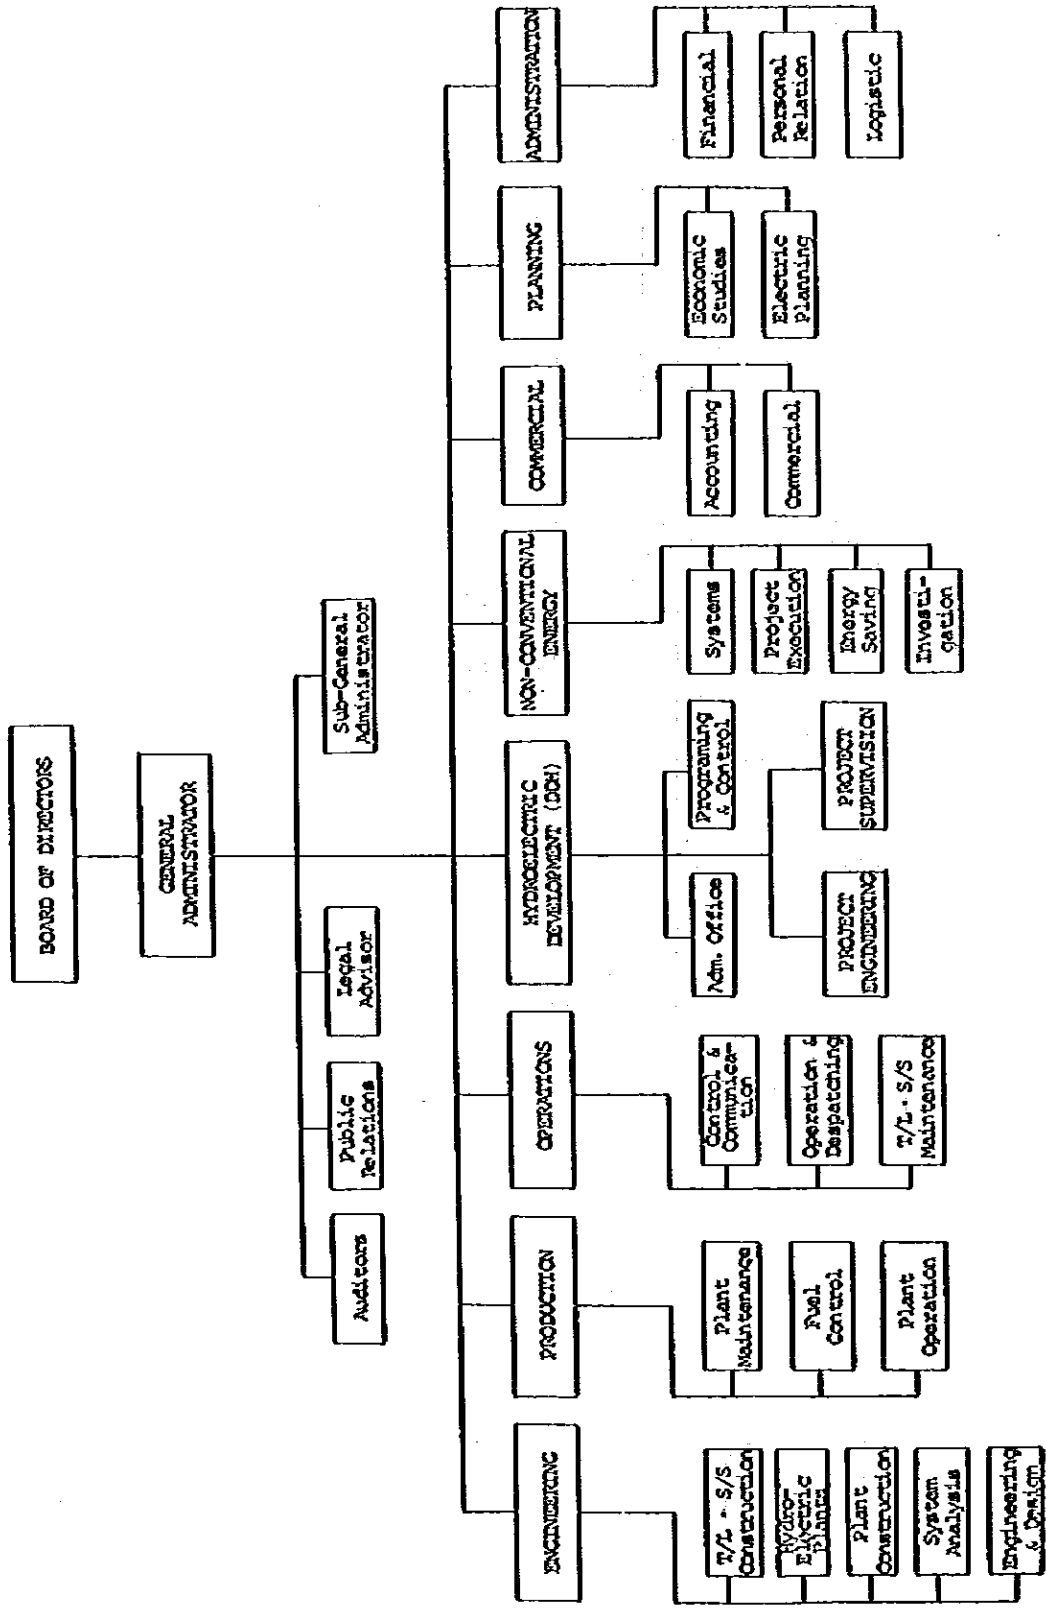 BOARD OF DIRECTORS
GENERAL
ADMINISTRATOR
Auditors
Public
Relations
Legal
Advisor
Sub-General
Administrator
ENGINEERING
PRODUCTION
OPERATIONS
HYDROELECTRIC
DEVELOPMENT (DOH)
NON-CONVENTIONAL
ENERGY
COMMERCIAL
PLANNING
ADMINISTRATION
T/L - S/S
Construction
Hydro-
Electric
Plants
Plant
Construction
System
Analysis
Engineering
& Design
Plant
Maintenance
Fuel
Control
Plant
Operation
Control &
Communica-
tion
Operation &
Despatching
T/L - S/S
Maintenance
Adm. Office
Programing
& Control
PROJECT
ENGINEERING
PROJECT
SUPERVISION
Systems
Project
Execution
Energy
Saving
Investi-
gation
Accounting
Commercial
Economic
Studies
Electric
Planning
Financial
Personal
Relation
Logistic